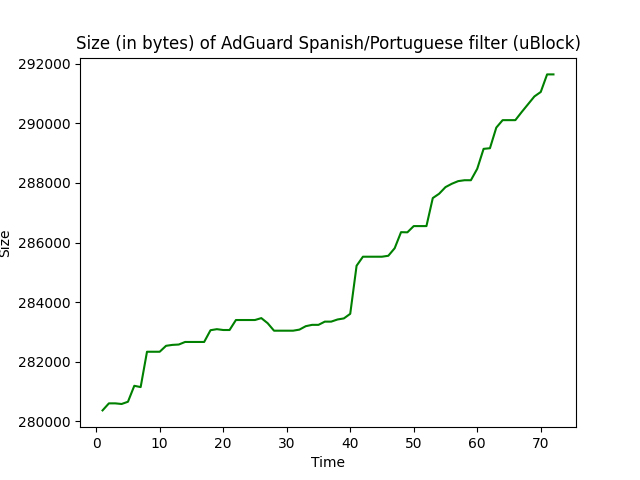 Size (in bytes) of AdGuard Spanish/Portuguese filter (uBlock)
292000
290000
288000
286000
284000
282000
280000
Size
0 10 20 30 40 50 60 70
Time